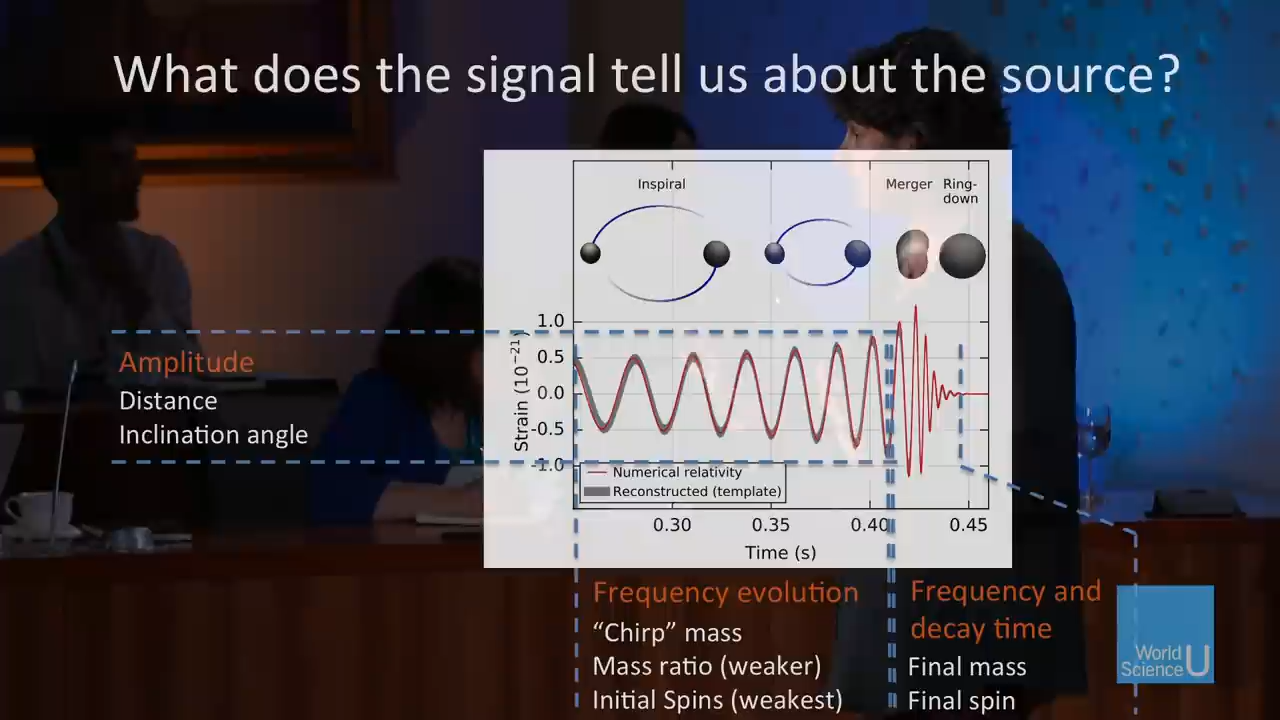 What does the signal tell us about the source?
Inspiral
Merger
Ring-
down
Amplitude
Distance
Inclination angle
Strain (10⁻²¹)
1.0
0.5
0.0
-0.5
-1.0
Numerical relativity
Reconstructed (template)
0.30 0.35 0.40 0.45
Time (s)
Frequency evolution
“Chirp” mass
Mass ratio (weaker)
Initial Spins (weakest)
Frequency and
decay time
Final mass
Final spin
World
Science U